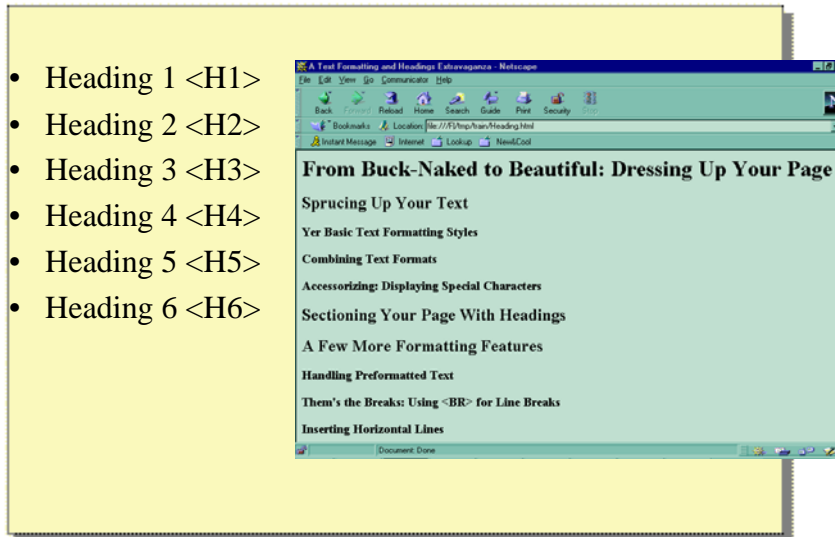 • Heading 1 <H1>
• Heading 2 <H2>
• Heading 3 <H3>
• Heading 4 <H4>
• Heading 5 <H5>
• Heading 6 <H6>
A Text Formatting and Headings Extravaganza - Netscape
File Edit View Go Communicator Help
Back Forward Reload Home Search Guide Print Security Stop
Bookmarks Location: file:///F|/tmp/train/Heading.html
Instant Message Internet Lookup New&Cool
From Buck-Naked to Beautiful: Dressing Up Your Page
Sprucing Up Your Text
Yer Basic Text Formatting Styles
Combining Text Formats
Accessorizing: Displaying Special Characters
Sectioning Your Page With Headings
A Few More Formatting Features
Handling Preformatted Text
Them's the Breaks: Using <BR> for Line Breaks
Inserting Horizontal Lines
Document: Done